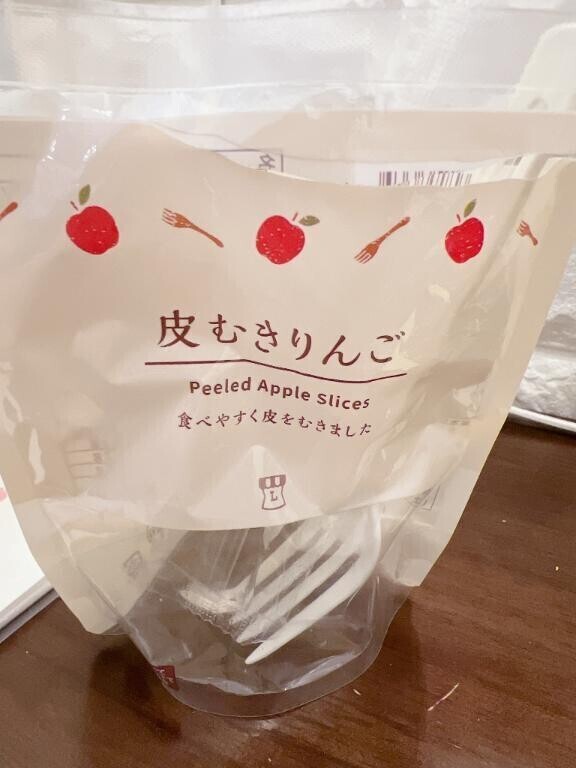 皮むきりんご
Peeled Apple Slices
食べやすく皮をむきました
L